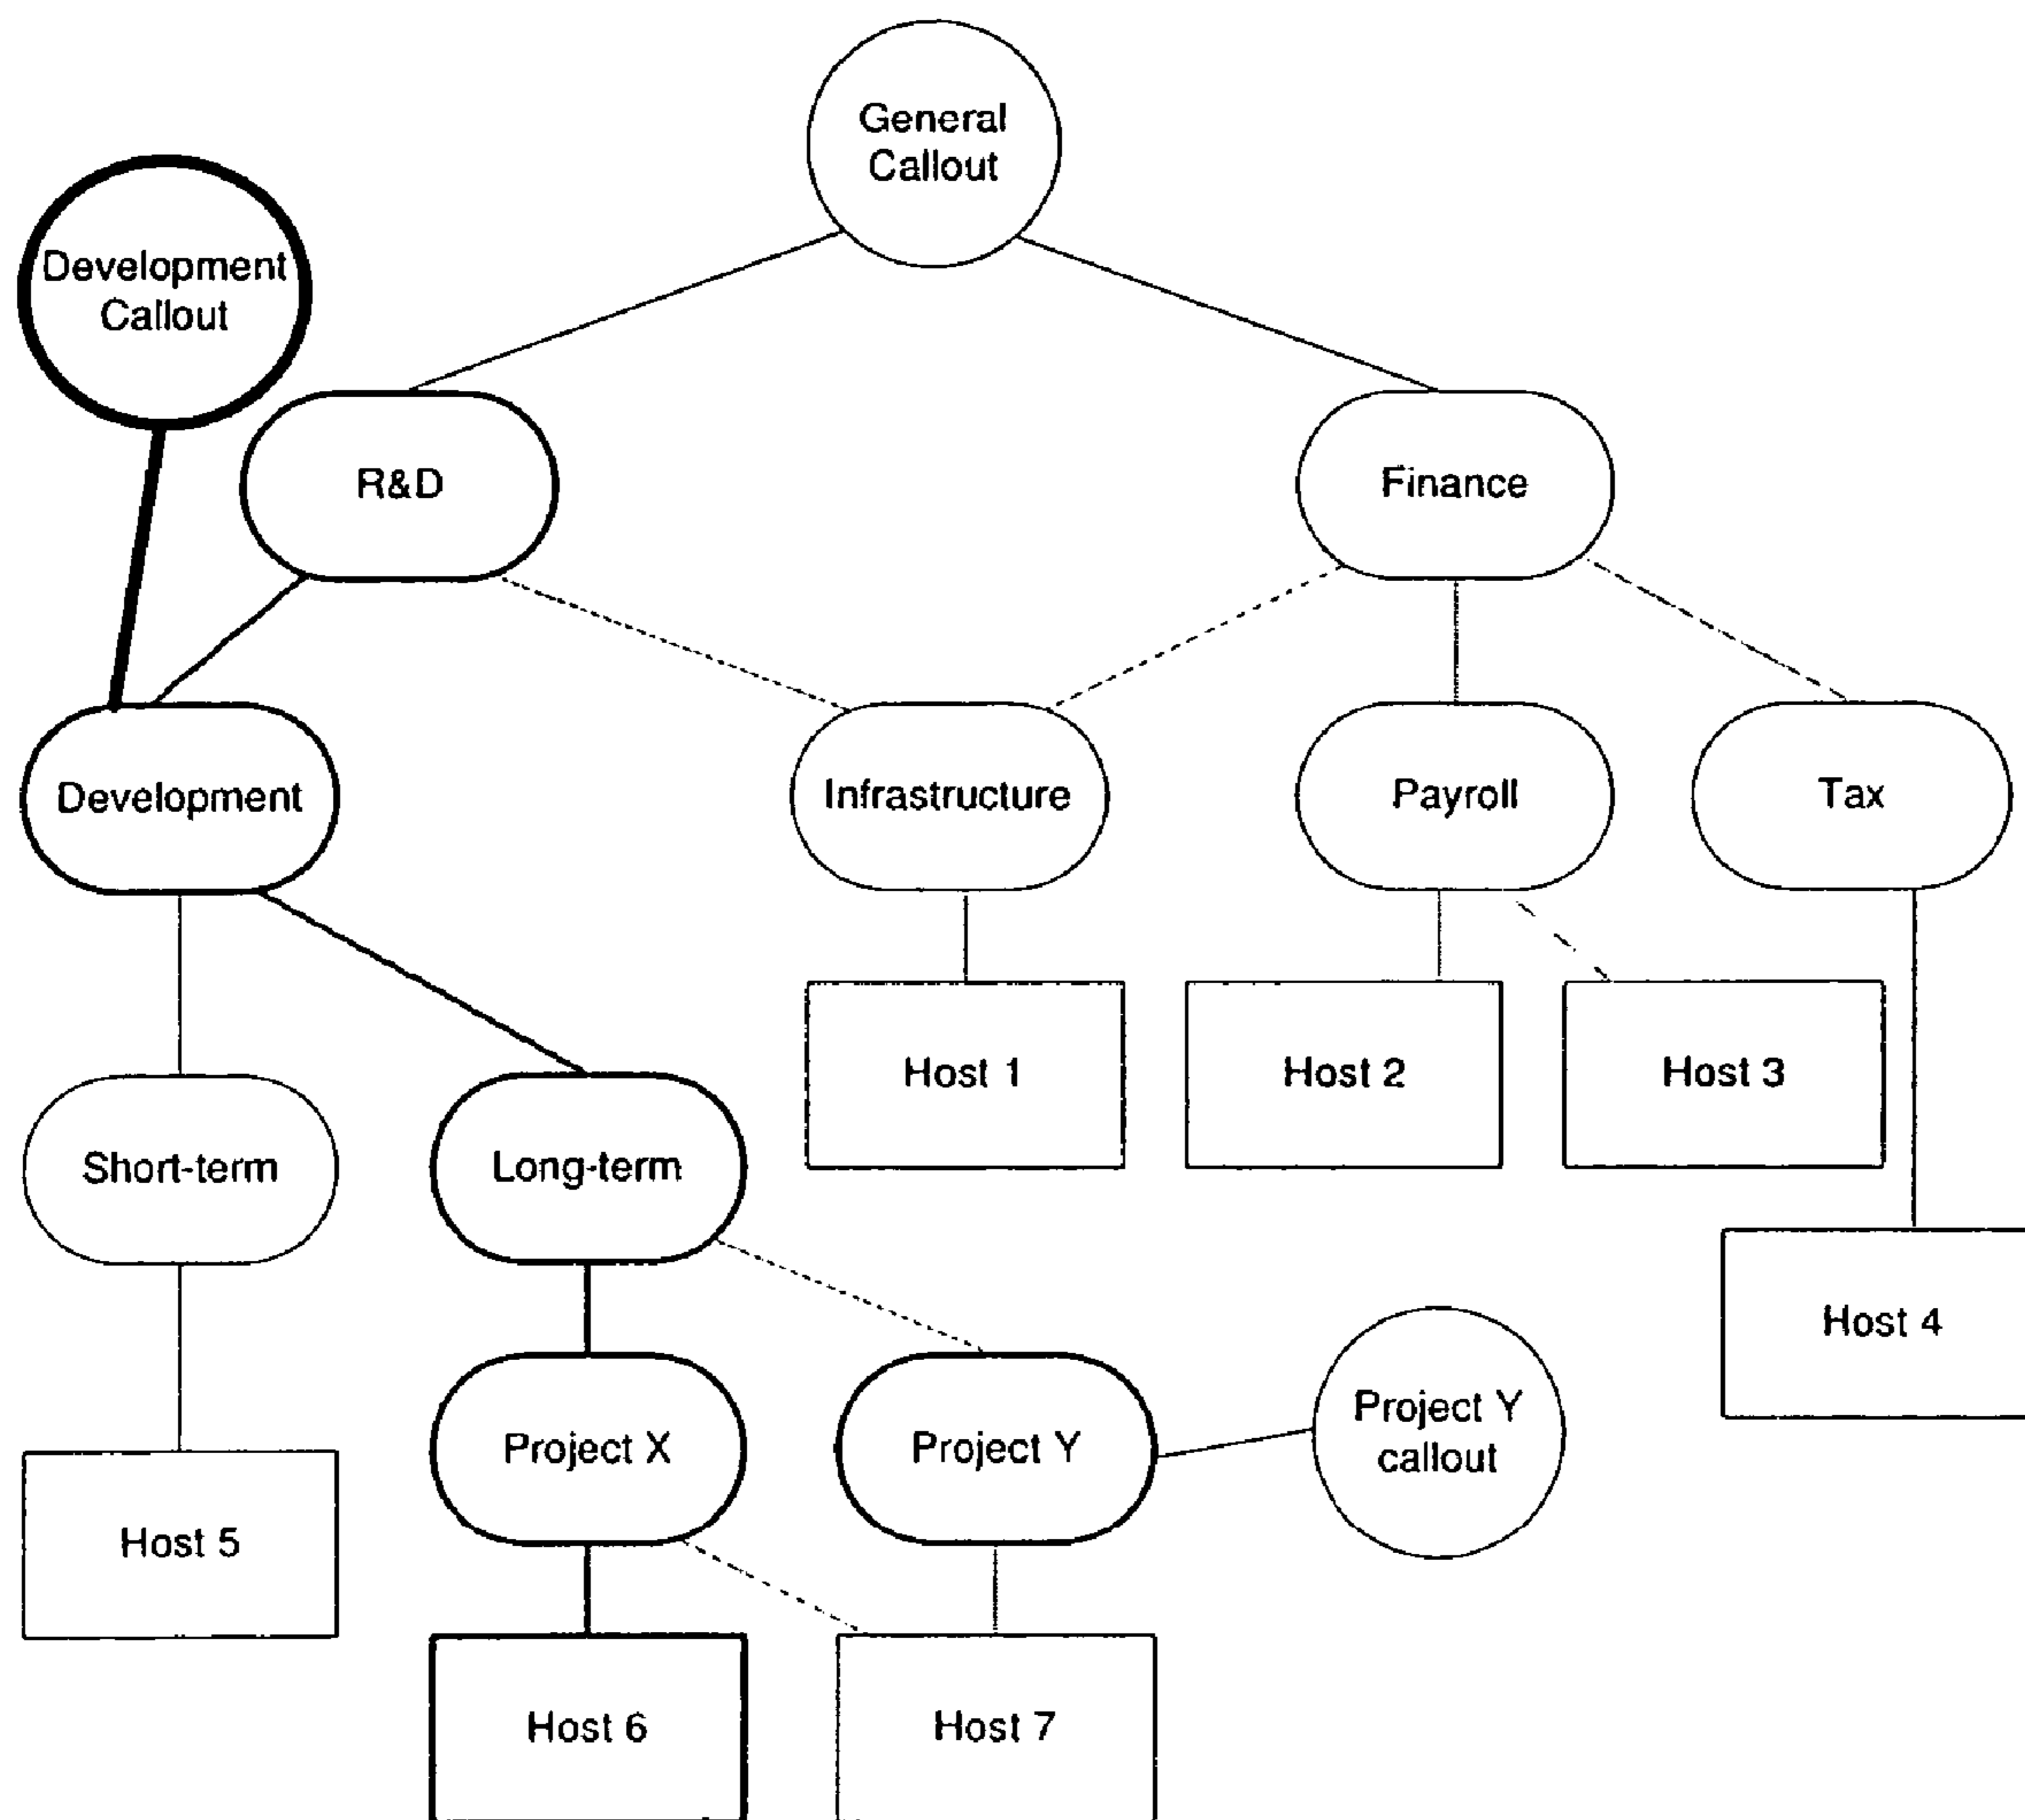 General
Callout
Development
Callout
R&D
Finance
Development
Infrastructure
Payroll
Tax
Host 1
Host 2
Host 3
Short-term
Long-term
Host 4
Project X
Project Y
Project Y
callout
Host 5
Host 6
Host 7